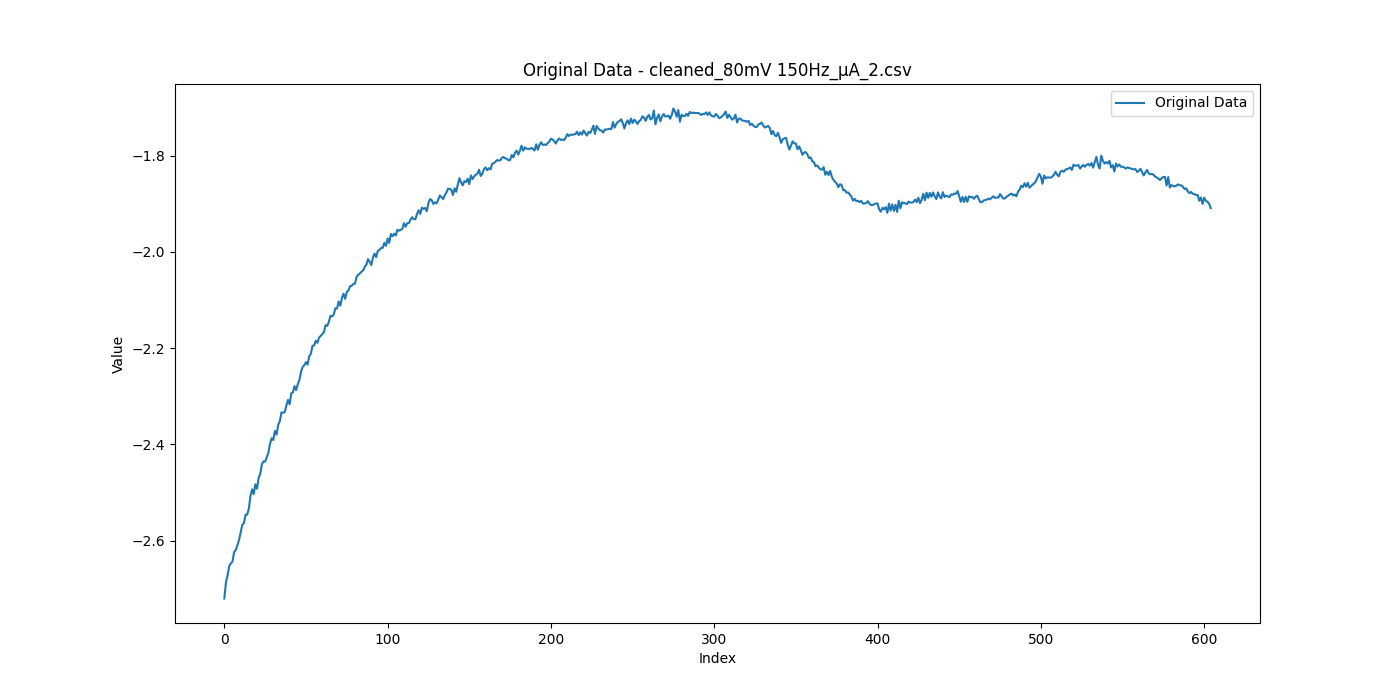 Original Data - cleaned_80mV 150Hz_µA_2.csv
Original Data
−1.8
−2.0
−2.2
−2.4
−2.6
Value
0 100 200 300 400 500 600
Index